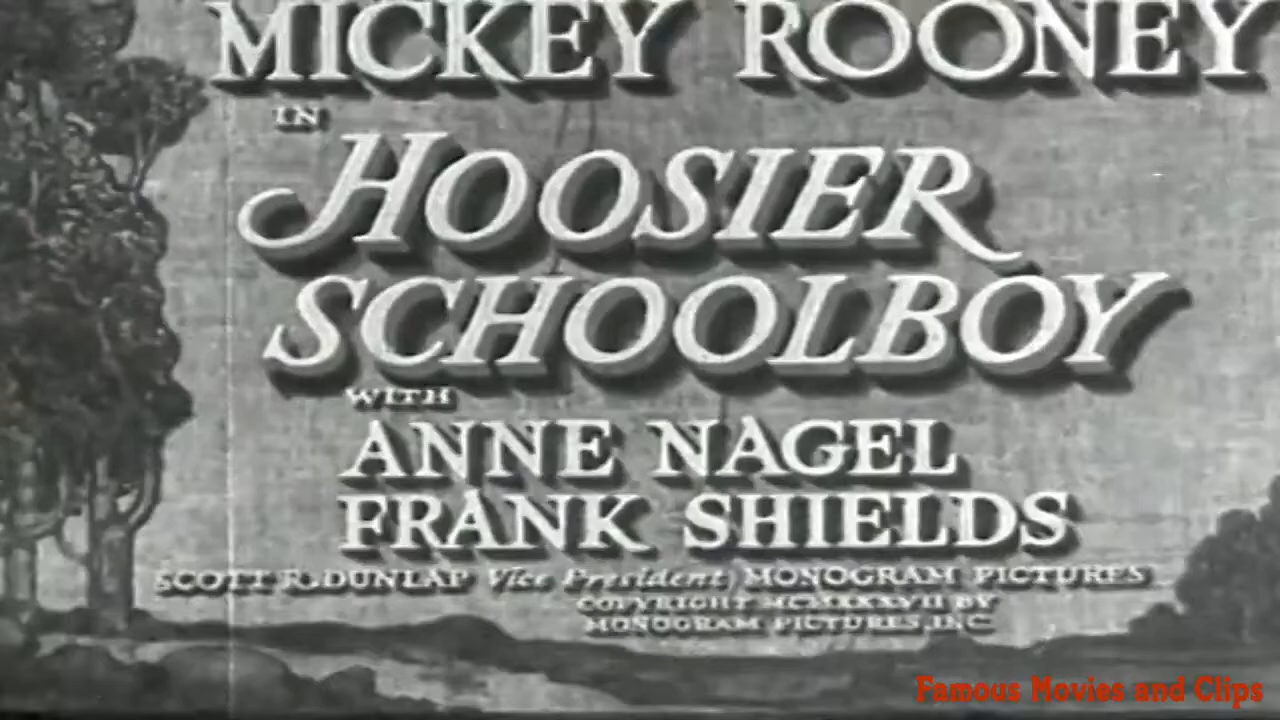 MICKEY ROONEY
IN
HOOSIER
SCHOOLBOY
WITH
ANNE NAGEL
FRANK SHIELDS
SCOTT R. DUNLAP Vice President MONOGRAM PICTURES
COPYRIGHT MCMXXXVII BY
MONOGRAM PICTURES, INC.
Famous Movies and Clips